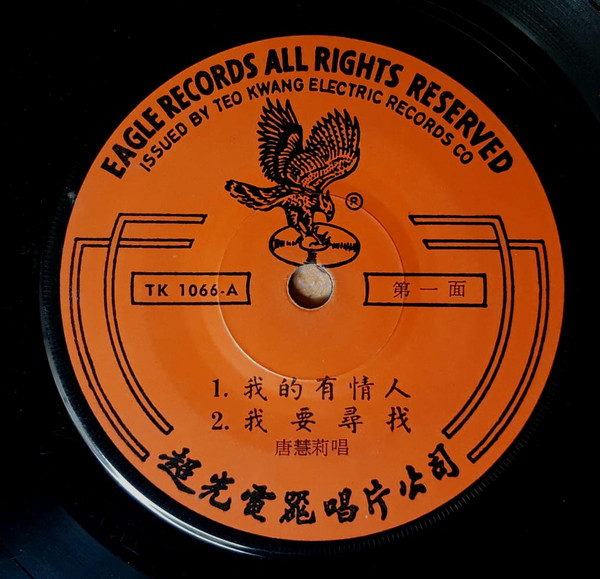 EAGLE RECORDS ALL RIGHTS RESERVED
ISSUED BY TEO KWANG ELECTRIC RECORDS CO
®
TK 1066-A
第一面
1. 我的有情人
2. 我要尋找
唐慧莉唱
超光電器唱片公司